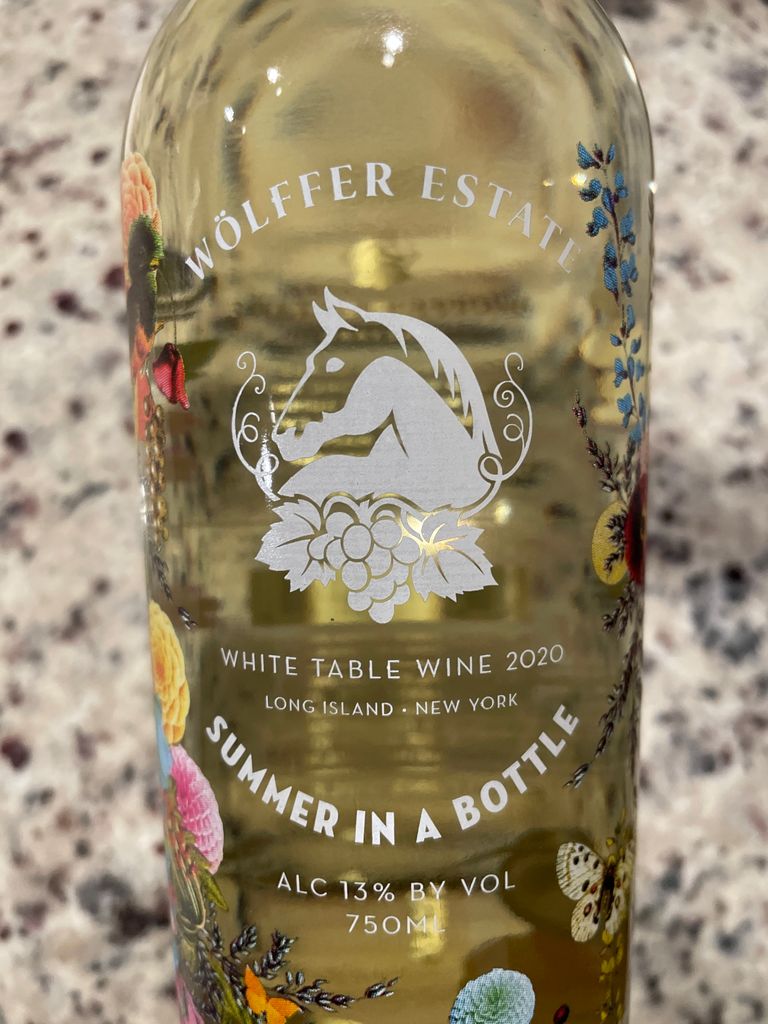 WÖLFFER ESTATE
WHITE TABLE WINE 2020
LONG ISLAND • NEW YORK
SUMMER IN A BOTTLE
ALC 13% BY VOL
750ML